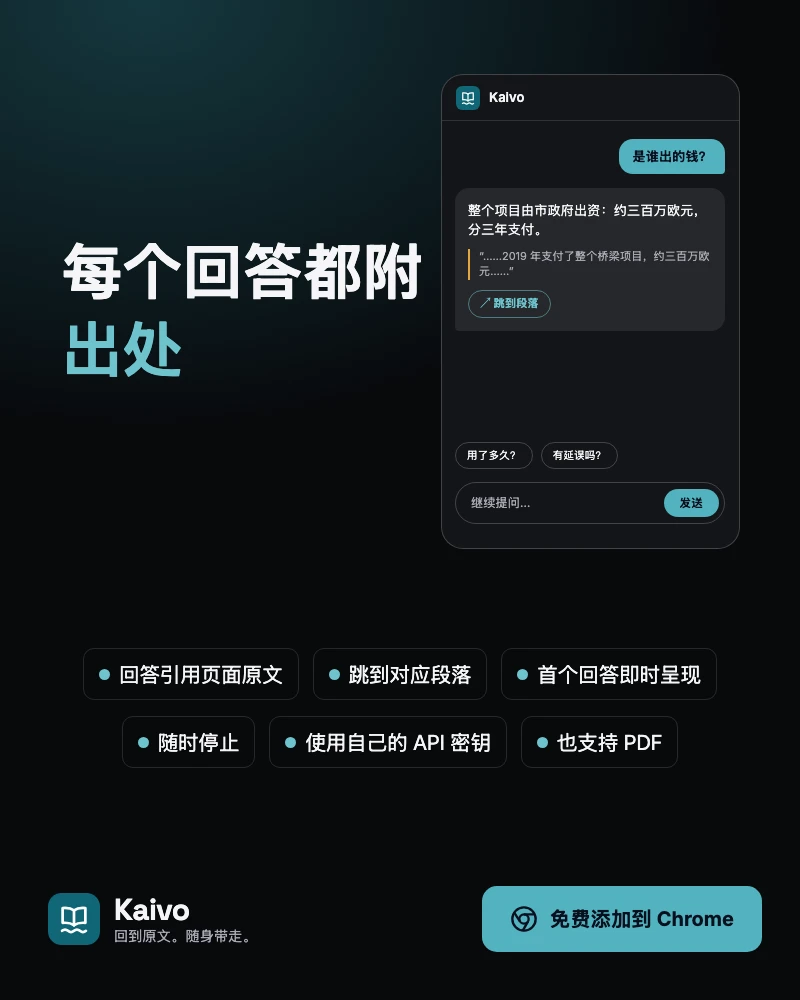 Kaivo
是谁出的钱？
整个项目由市政府出资：约三百万欧元，
分三年支付。
“……2019 年支付了整个桥梁项目，约三百万欧
元……”
↗ 跳到段落
每个回答都附
出处
用了多久？
有延误吗？
继续提问…
发送
回答引用页面原文
跳到对应段落
首个回答即时呈现
随时停止
使用自己的 API 密钥
也支持 PDF
Kaivo
回到原文。随身带走。
免费添加到 Chrome